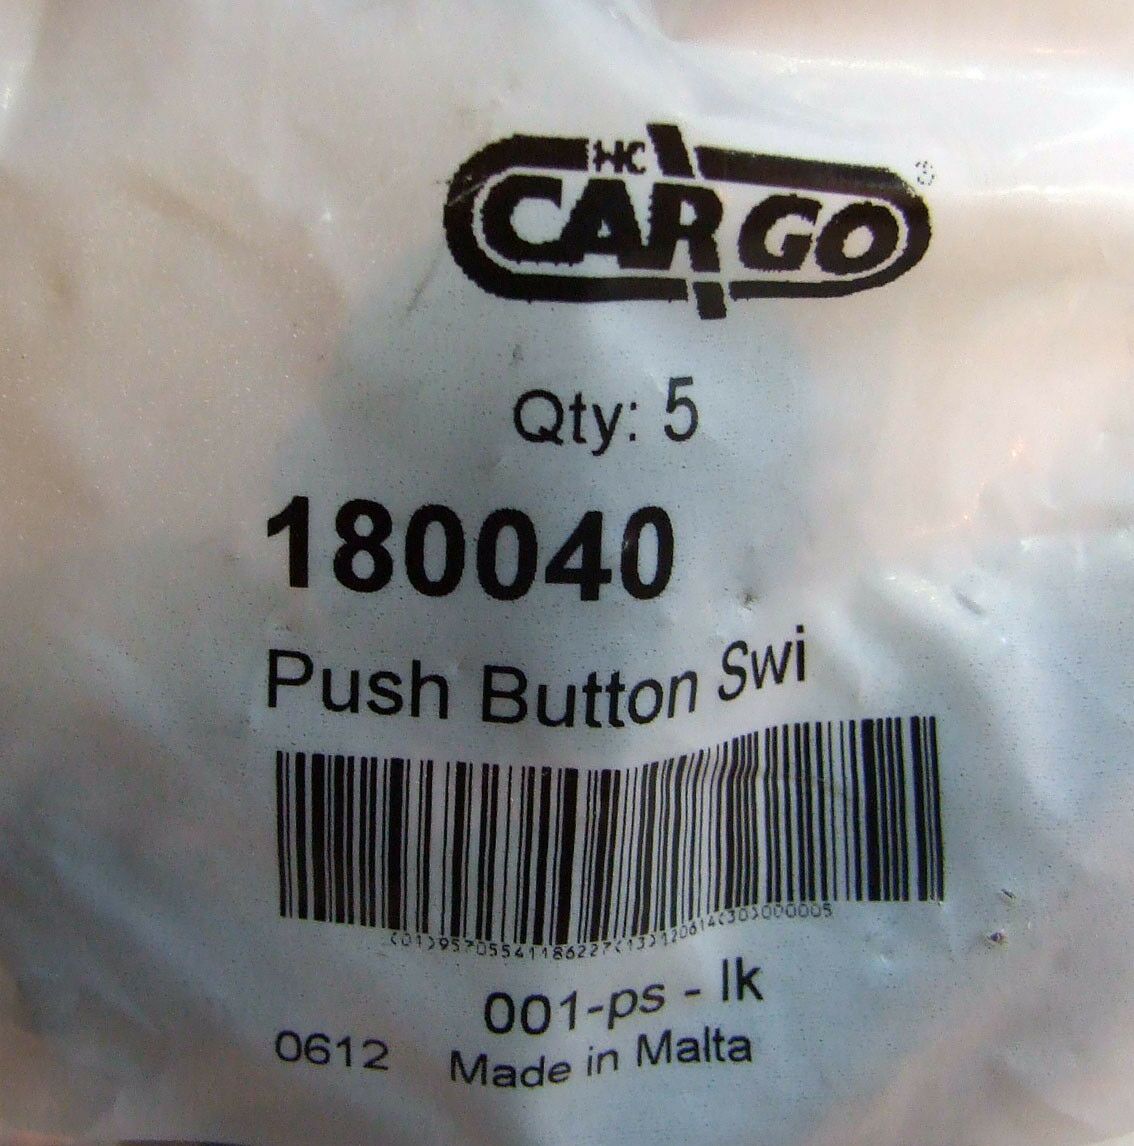 HC
CARGO
Qty: 5
180040
Push Button Swi
(01)95705541186227(13)120614(30)000005
001-ps - lk
0612 Made in Malta